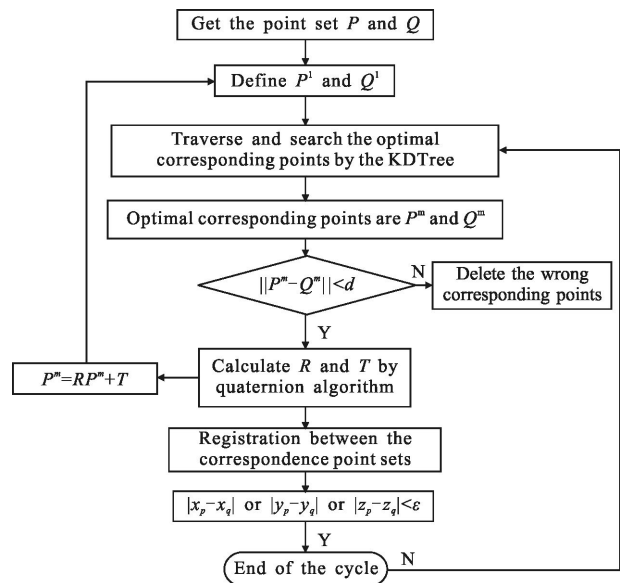 Get the point set P and Q
Define P¹ and Q¹
Traverse and search the optimal
corresponding points by the KDTree
Optimal corresponding points are Pᵐ and Qᵐ
||Pᵐ−Qᵐ||<d
N
Delete the wrong
corresponding points
Y
Calculate R and T by
quaternion algorithm
Pᵐ=RPᵐ+T
Registration between the
correspondence point sets
|xₚ−x_q| or |yₚ−y_q| or |zₚ−z_q|<ε
Y
End of the cycle
N